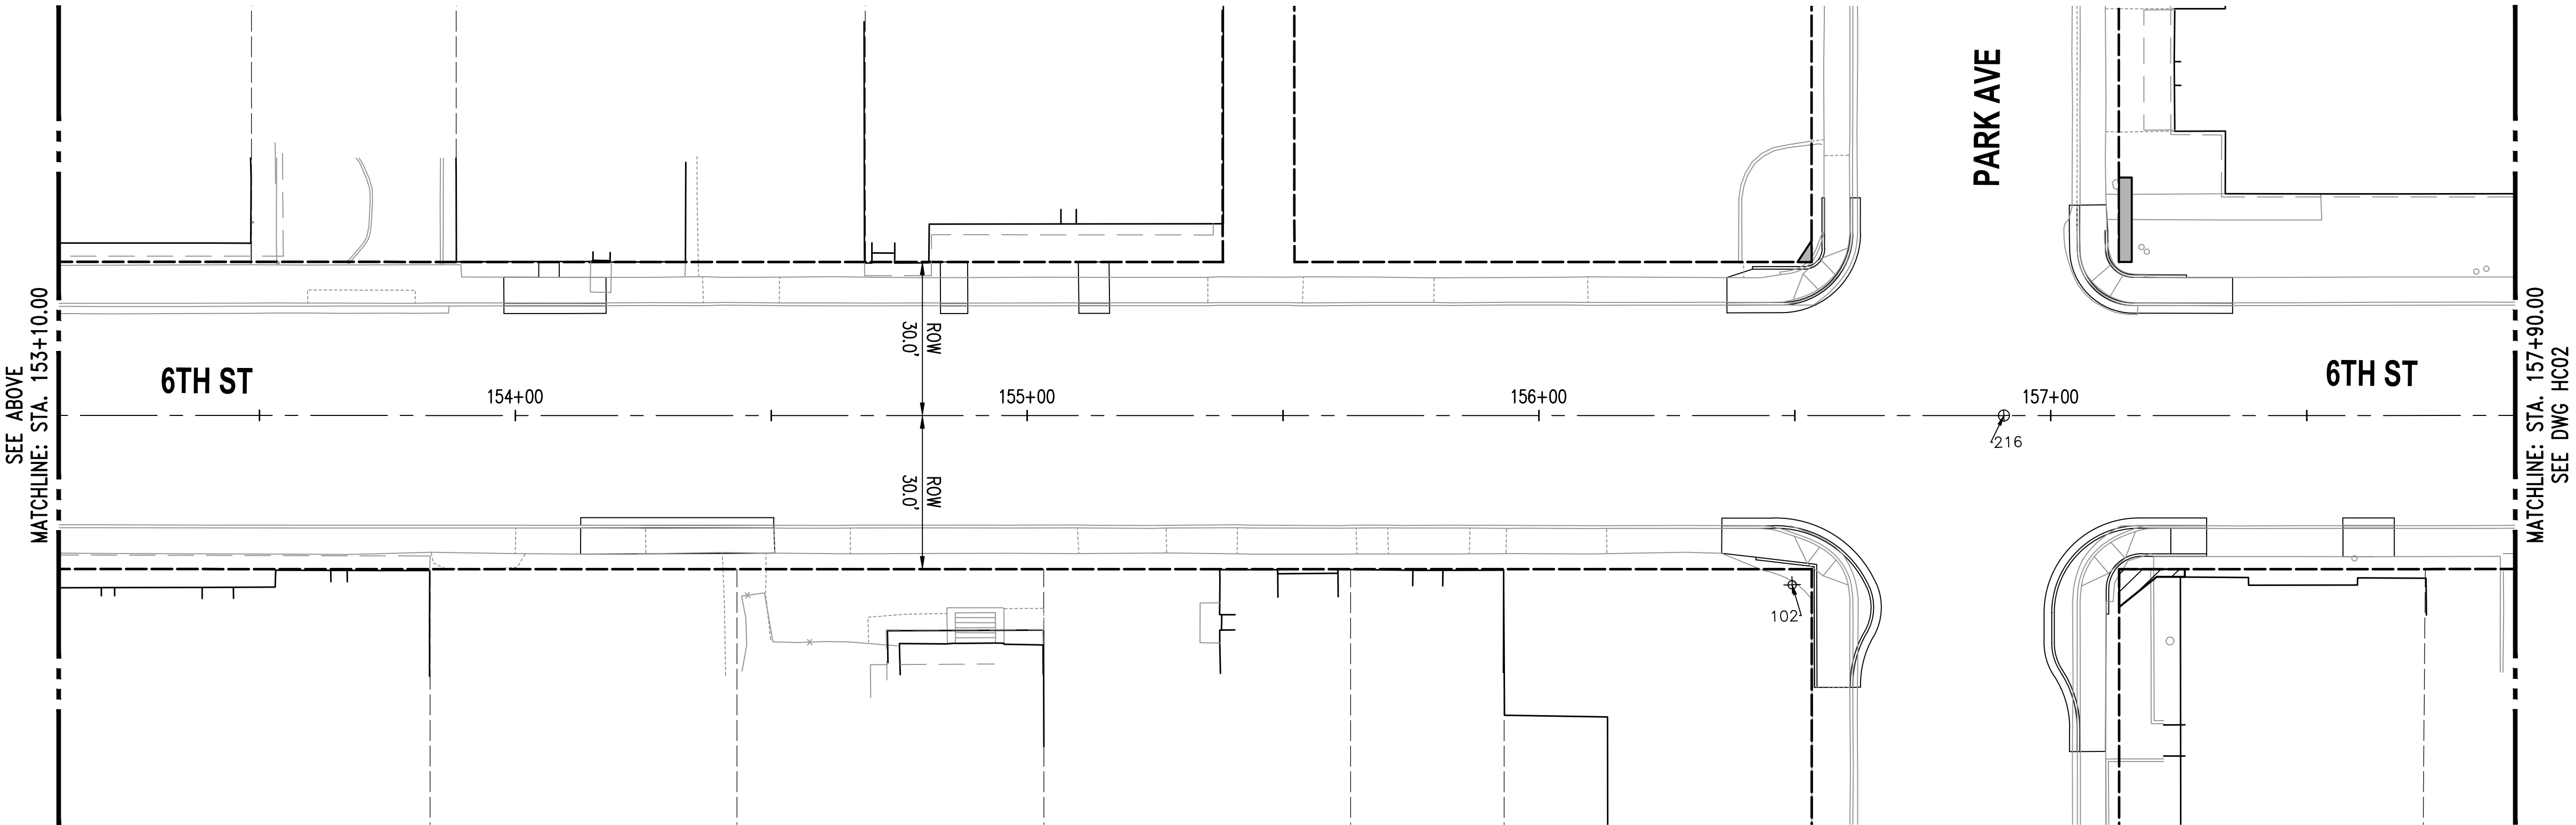 SEE ABOVE
MATCHLINE: STA. 153+10.00
6TH ST
154+00
155+00
156+00
157+00
ROW
30.0'
ROW
30.0'
PARK AVE
216
102
6TH ST
MATCHLINE: STA. 157+90.00
SEE DWG HC02